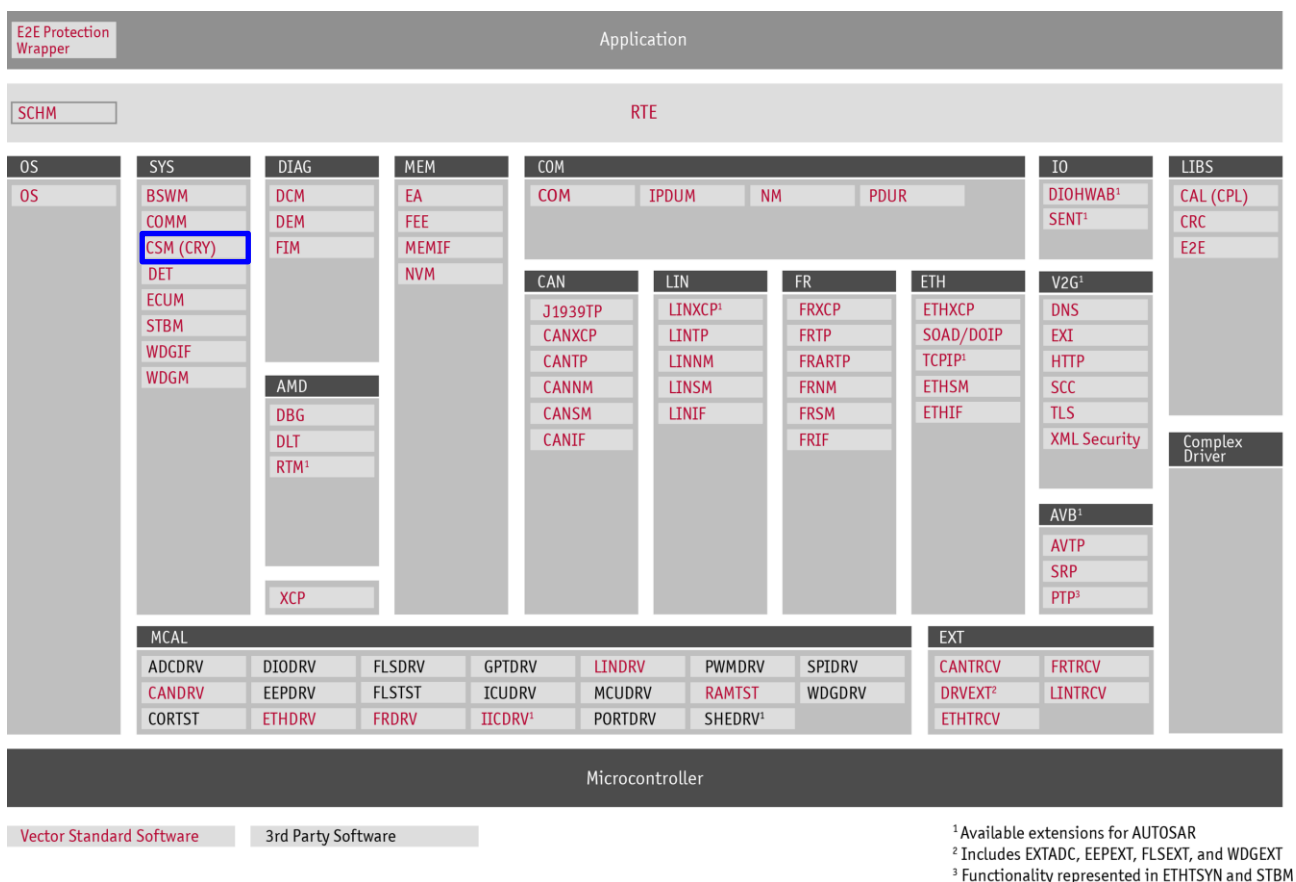 E2E Protection
Wrapper
Application
SCHM
RTE
OS
OS
SYS
BSWM
COMM
CSM (CRY)
DET
ECUM
STBM
WDGIF
WDGM
DIAG
DCM
DEM
FIM
AMD
DBG
DLT
RTM¹
XCP
MEM
EA
FEE
MEMIF
NVM
COM
COM IPDUM NM PDUR
CAN
J1939TP
CANXCP
CANTP
CANNM
CANSM
CANIF
LIN
LINXCP¹
LINTP
LINNM
LINSM
LINIF
FR
FRXCP
FRTP
FRARTP
FRNM
FRSM
FRIF
ETH
ETHXCP
SOAD/DOIP
TCPIP¹
ETHSM
ETHIF
IO
DIOHWAB¹
SENT¹
V2G¹
DNS
EXI
HTTP
SCC
TLS
XML Security
AVB¹
AVTP
SRP
PTP³
LIBS
CAL (CPL)
CRC
E2E
Complex
Driver
MCAL
ADCDRV DIODRV FLSDRV GPTDRV LINDRV PWMDRV SPIDRV
CANDRV EEPDRV FLSTST ICUDRV MCUDRV RAMTST WDGDRV
CORTST ETHDRV FRDRV IICDRV¹ PORTDRV SHEDRV¹
EXT
CANTRCV FRTRCV
DRVEXT² LINTRCV
ETHTRCV
Microcontroller
Vector Standard Software 3rd Party Software
¹ Available extensions for AUTOSAR
² Includes EXTADC, EEPEXT, FLSEXT, and WDGEXT
³ Functionality represented in ETHTSYN and STBM